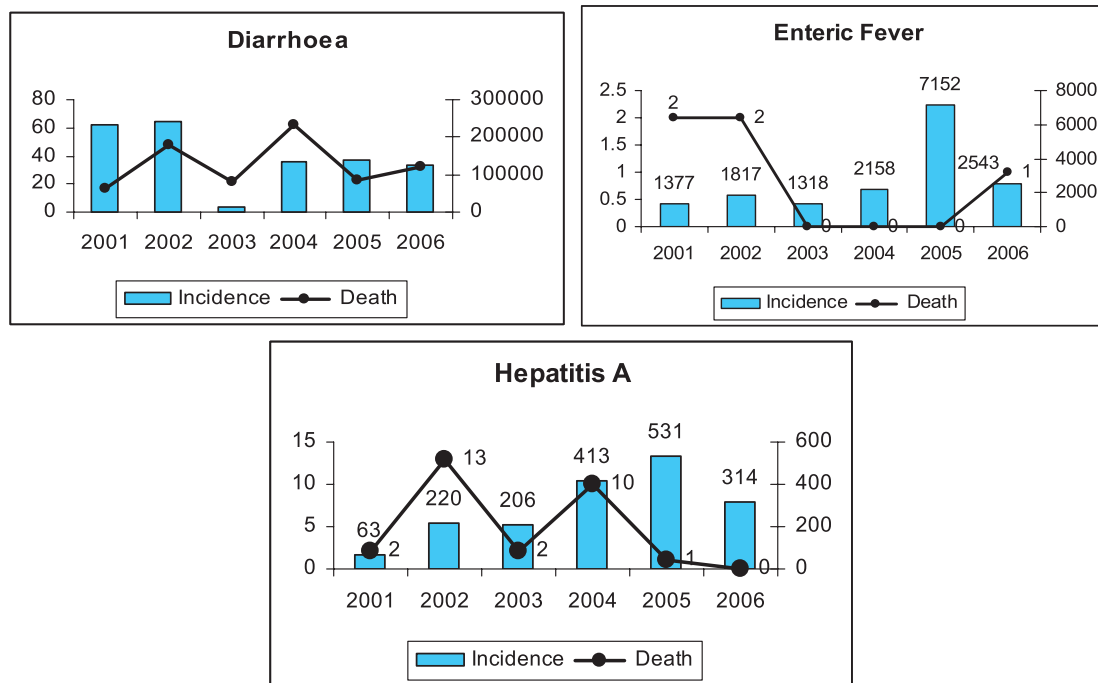 Diarrhoea
80
60
40
20
0
300000
200000
100000
0
2001 2002 2003 2004 2005 2006
Incidence Death
Enteric Fever
2.5
2
1.5
1
0.5
0
8000
6000
4000
2000
0
2 2
1377 1817 1318 2158 7152 2543
0 0 0 1
2001 2002 2003 2004 2005 2006
Incidence Death
Hepatitis A
15
10
5
0
600
400
200
0
63 220 206 413 531 314
2 13 2 10 1 0
2001 2002 2003 2004 2005 2006
Incidence Death